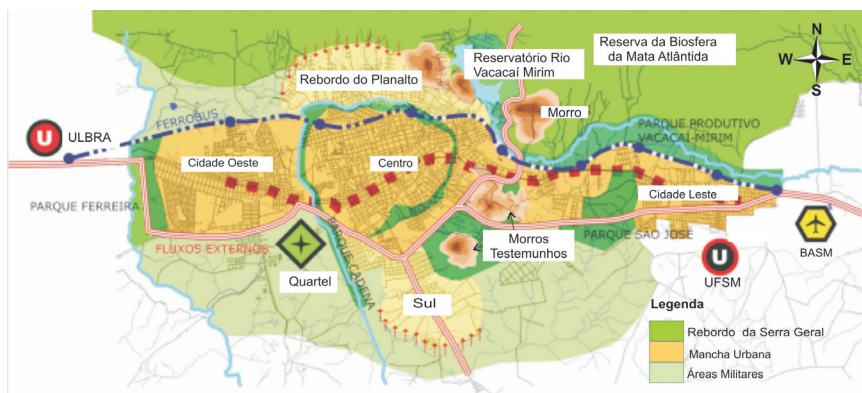 N
W E
S
Reserva da Biosfera
da Mata Atlântida
Reservatório Rio
Vacacaí Mirim
Rebordo do Planalto
Morro
PARQUE PRODUTIVO
VACACAÍ-MIRIM
U
ULBRA
FERROBUS
Cidade Oeste
Centro
Cidade Leste
PARQUE FERREIRA
FLUXOS EXTERNOS
Quartel
PARQUE CADENA
Morros
Testemunhos
PARQUE SÃO JOSÉ
U
UFSM
BASM
Sul
Legenda
Rebordo da Serra Geral
Mancha Urbana
Áreas Militares